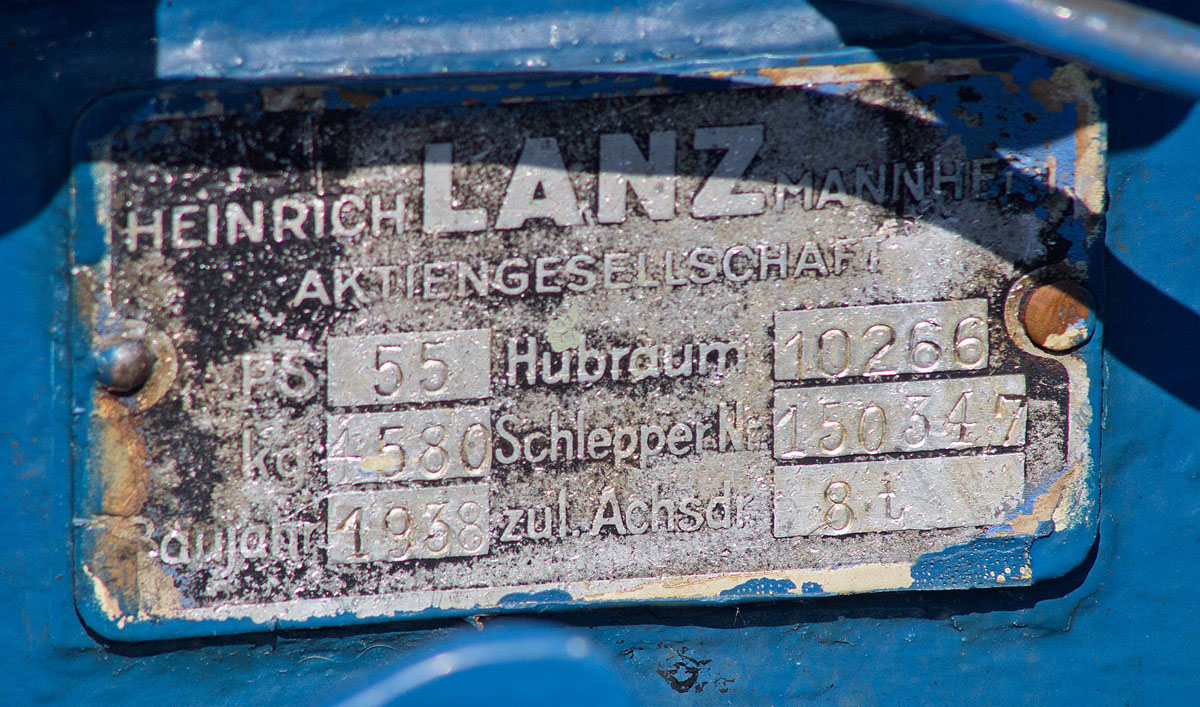 HEINRICH LANZ MANNHEIM
AKTIENGESELLSCHAFT
PS 55 Hubraum 10266
kg 4580 Schlepper Nr. 150347
Baujahr 1938 zul. Achsdr. 8 t